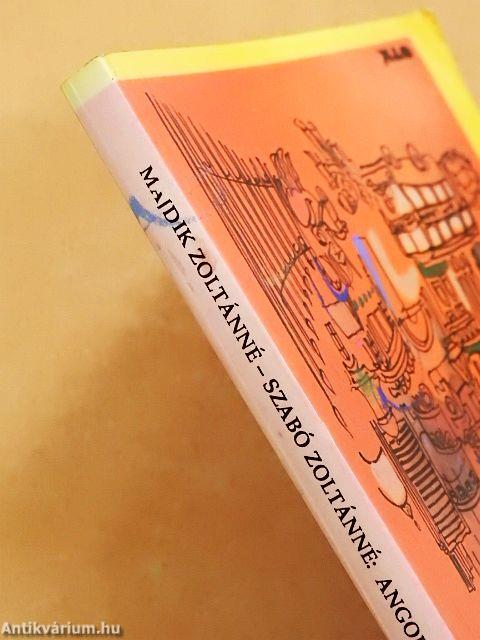 MAJDIK ZOLTÁNNÉ – SZABÓ ZOLTÁNNÉ: ANGO
Antikvárium.hu